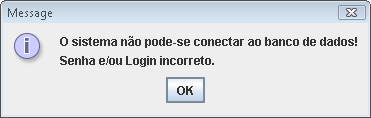 Message
O sistema não pode-se conectar ao banco de dados!
Senha e/ou Login incorreto.
OK